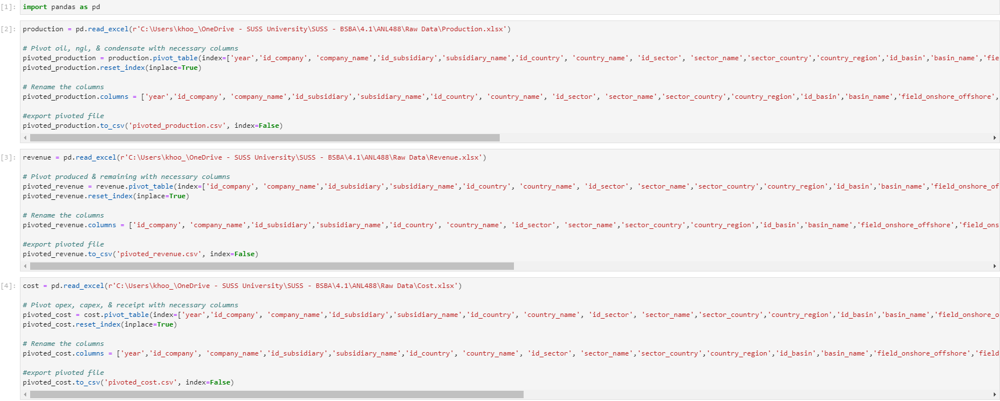 [1]: import pandas as pd
[2]: production = pd.read_excel(r'C:\Users\khoo_\OneDrive - SUSS University\SUSS - BSBA\4.1\ANL488\Raw Data\Production.xlsx')
# Pivot oil, ngl, & condensate with necessary columns
pivoted_production = production.pivot_table(index=['year','id_company', 'company_name','id_subsidiary','subsidiary_name','id_country', 'country_name', 'id_sector', 'sector_name','sector_country','country_region','id_basin','basin_name','fie
pivoted_production.reset_index(inplace=True)
# Rename the columns
pivoted_production.columns = ['year','id_company', 'company_name','id_subsidiary','subsidiary_name','id_country', 'country_name', 'id_sector', 'sector_name','sector_country','country_region','id_basin','basin_name','field_onshore_offshore',
#export pivoted file
pivoted_production.to_csv('pivoted_production.csv', index=False)
[3]: revenue = pd.read_excel(r'C:\Users\khoo_\OneDrive - SUSS University\SUSS - BSBA\4.1\ANL488\Raw Data\Revenue.xlsx')
# Pivot produced & remaining with necessary columns
pivoted_revenue = revenue.pivot_table(index=['id_company', 'company_name','id_subsidiary','subsidiary_name','id_country', 'country_name', 'id_sector', 'sector_name','sector_country','country_region','id_basin','basin_name','field_onshore_of
pivoted_revenue.reset_index(inplace=True)
# Rename the columns
pivoted_revenue.columns = ['id_company', 'company_name','id_subsidiary','subsidiary_name','id_country', 'country_name', 'id_sector', 'sector_name','sector_country','country_region','id_basin','basin_name','field_onshore_offshore','field_ons
#export pivoted file
pivoted_revenue.to_csv('pivoted_revenue.csv', index=False)
[4]: cost = pd.read_excel(r'C:\Users\khoo_\OneDrive - SUSS University\SUSS - BSBA\4.1\ANL488\Raw Data\Cost.xlsx')
# Pivot opex, capex, & receipt with necessary columns
pivoted_cost = cost.pivot_table(index=['year','id_company', 'company_name','id_subsidiary','subsidiary_name','id_country', 'country_name', 'id_sector', 'sector_name','sector_country','country_region','id_basin','basin_name','field_onshore_o
pivoted_cost.reset_index(inplace=True)
# Rename the columns
pivoted_cost.columns = ['year','id_company', 'company_name','id_subsidiary','subsidiary_name','id_country', 'country_name', 'id_sector', 'sector_name','sector_country','country_region','id_basin','basin_name','field_onshore_offshore','field
#export pivoted file
pivoted_cost.to_csv('pivoted_cost.csv', index=False)